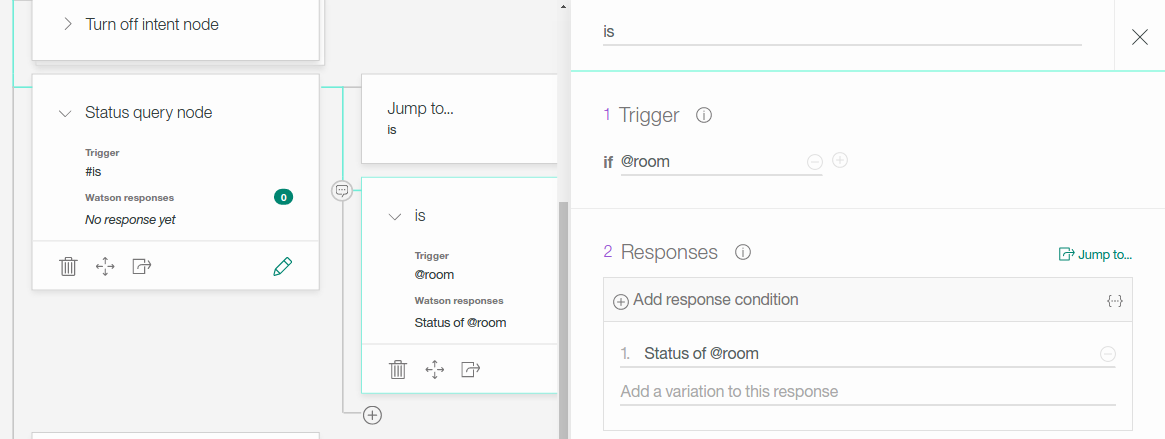 Turn off intent node
Status query node
Trigger
#is
Watson responses
0
No response yet
Jump to...
is
is
Trigger
@room
Watson responses
Status of @room
is
1 Trigger
if @room
2 Responses
Jump to...
Add response condition
1. Status of @room
Add a variation to this response